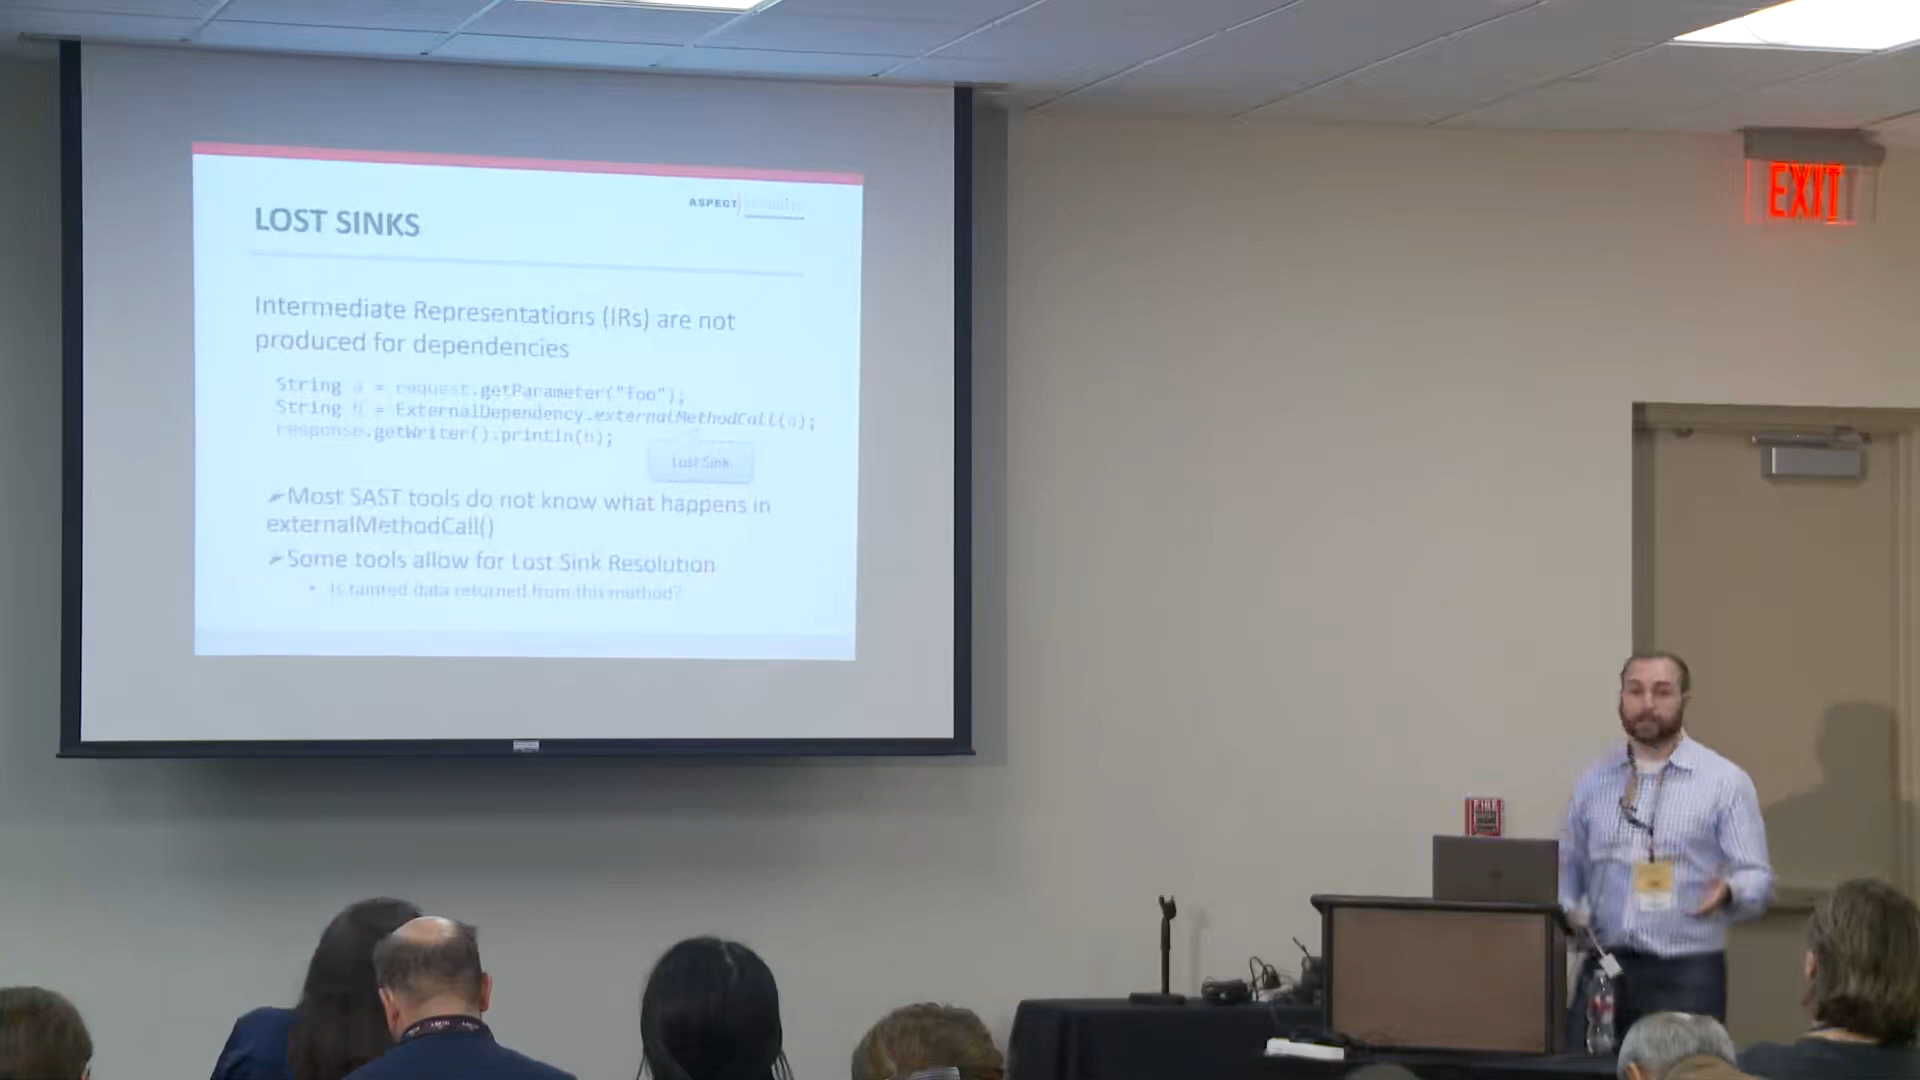 LOST SINKS
ASPECT
Intermediate Representations (IRs) are not
produced for dependencies
String a = request.getParameter("foo");
String b = ExternalDependency.externalMethodCall(a);
response.getWriter().println(b);
Lost Sink
Most SAST tools do not know what happens in
externalMethodCall()
Some tools allow for Lost Sink Resolution
Is tainted data returned from this method?
EXIT
FIRE